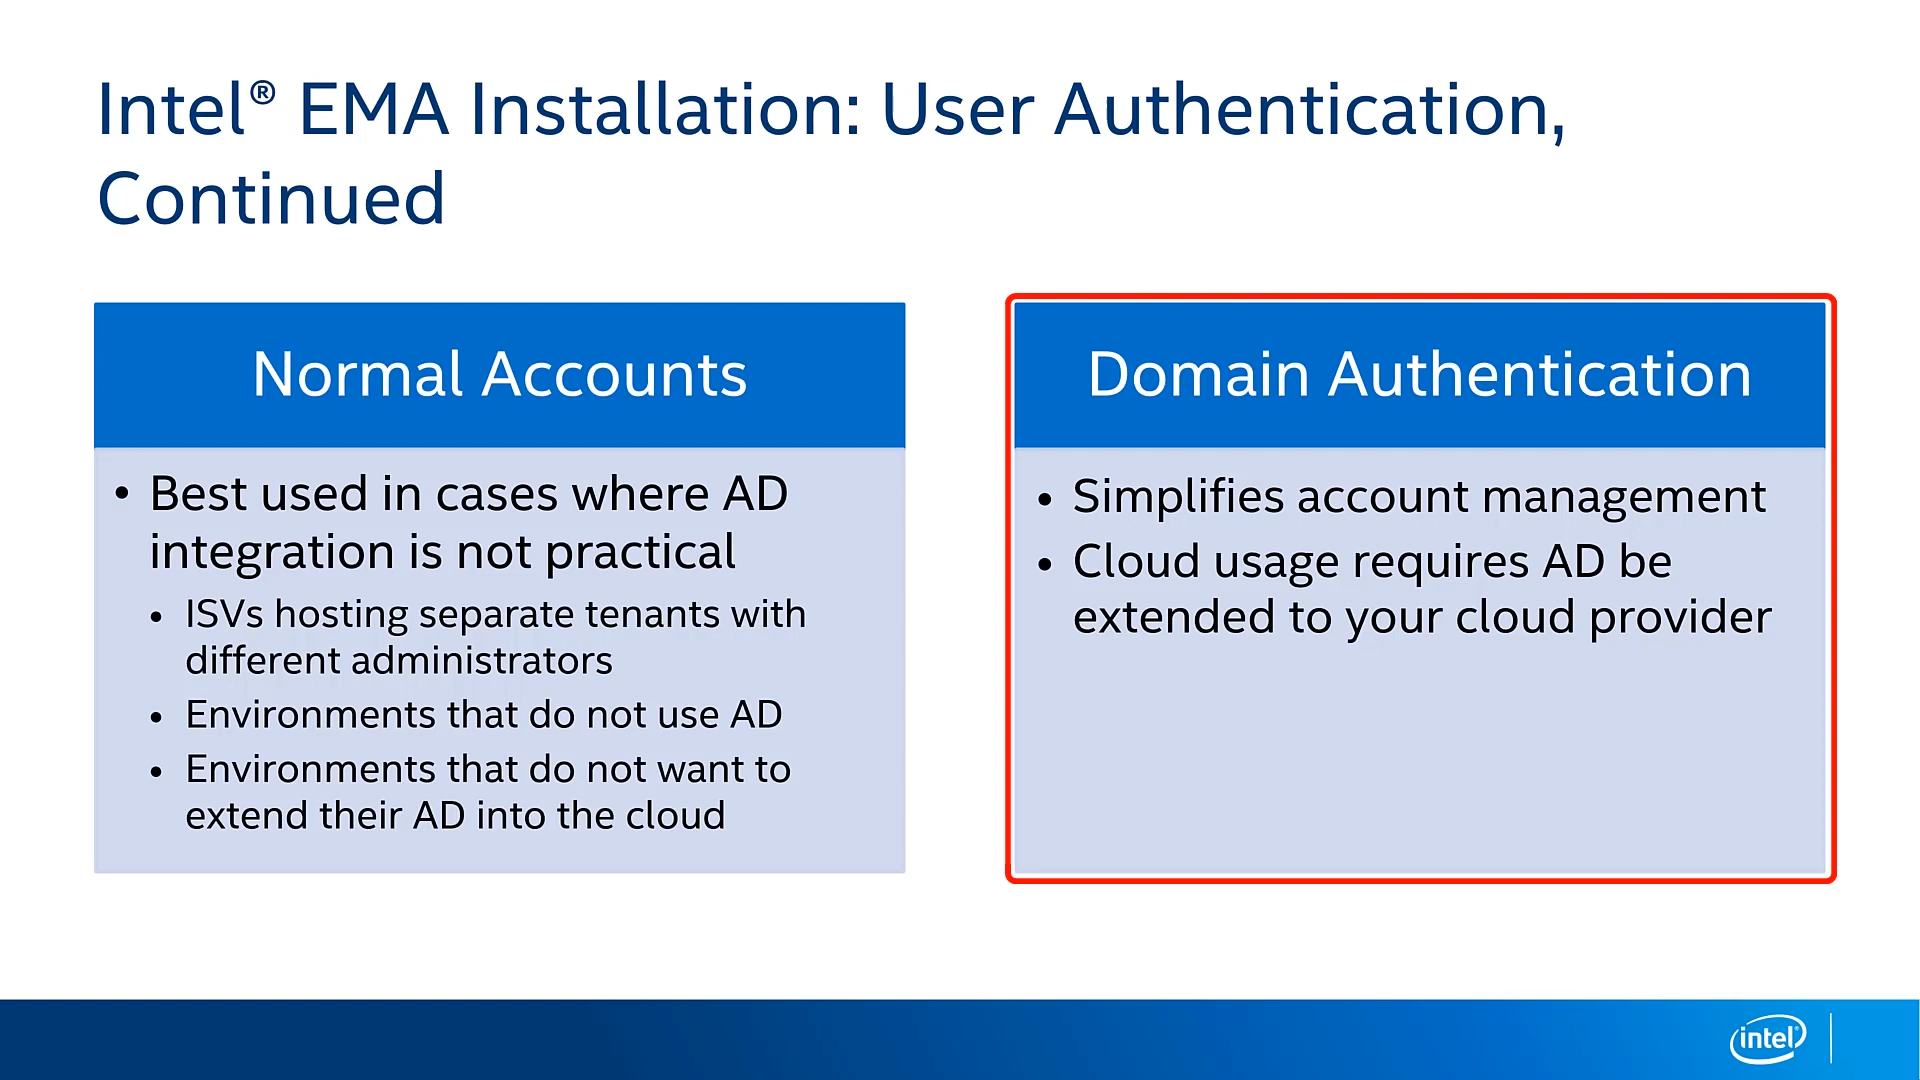 Intel® EMA Installation: User Authentication,
Continued
Normal Accounts
• Best used in cases where AD
integration is not practical
• ISVs hosting separate tenants with
different administrators
• Environments that do not use AD
• Environments that do not want to
extend their AD into the cloud
Domain Authentication
• Simplifies account management
• Cloud usage requires AD be
extended to your cloud provider
intel®